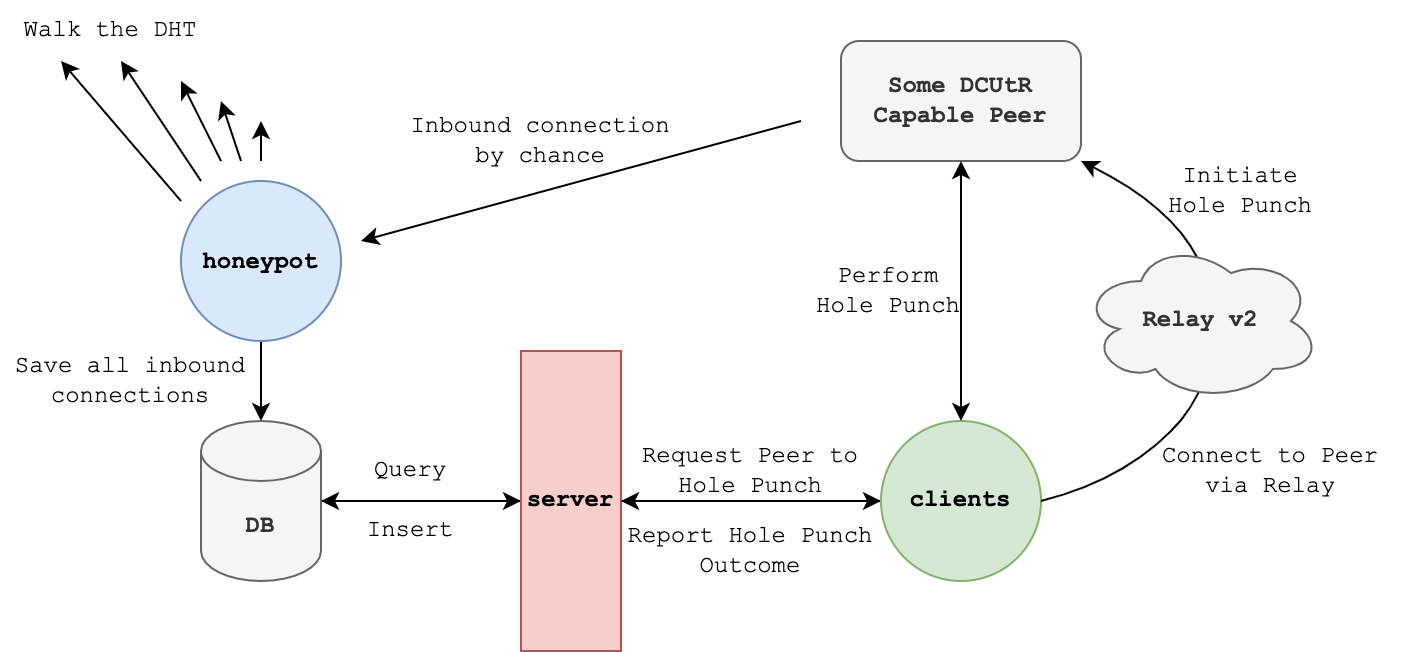 Walk the DHT
Some DCUtR
Capable Peer
Inbound connection
by chance
Initiate
Hole Punch
honeypot
Perform
Hole Punch
Relay v2
Save all inbound
connections
Query
Request Peer to
Hole Punch
Connect to Peer
via Relay
server
clients
DB
Insert
Report Hole Punch
Outcome